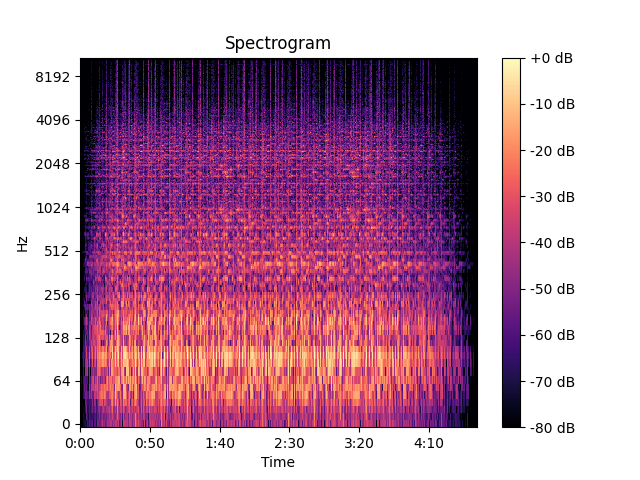 Spectrogram
Hz
8192
4096
2048
1024
512
256
128
64
0
0:00 0:50 1:40 2:30 3:20 4:10
Time
+0 dB
-10 dB
-20 dB
-30 dB
-40 dB
-50 dB
-60 dB
-70 dB
-80 dB